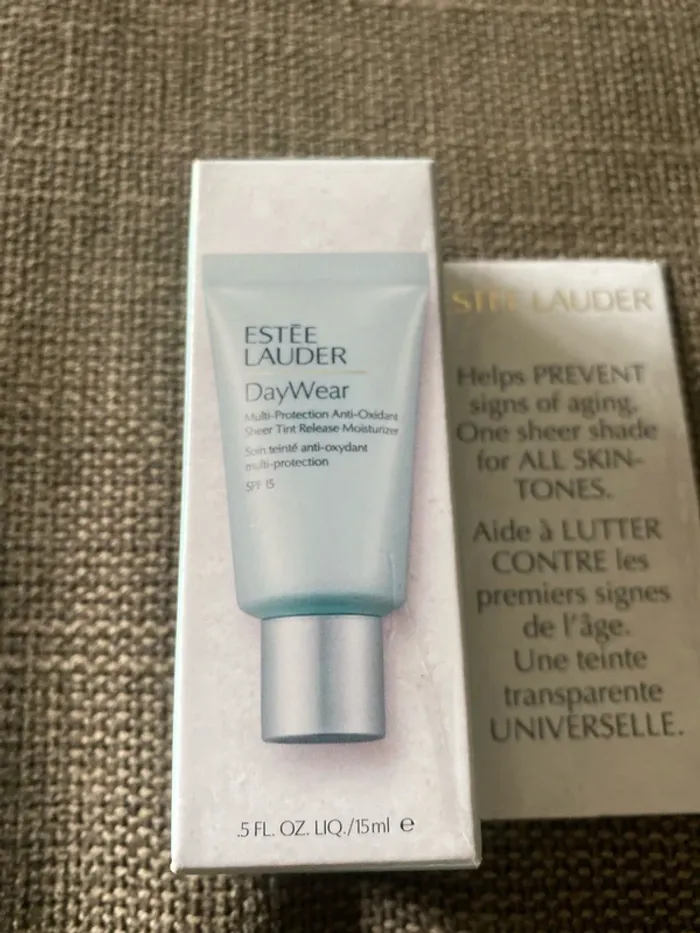 ESTĒE
LAUDER
DayWear
Multi-Protection Anti-Oxidant
Sheer Tint Release Moisturizer
Soin teinté anti-oxydant
multi-protection
SPF 15
.5 FL. OZ. LIQ./15ml ℮
STĒE LAUDER
Helps PREVENT
signs of aging.
One sheer shade
for ALL SKIN-
TONES.
Aide à LUTTER
CONTRE les
premiers signes
de l'âge.
Une teinte
transparente
UNIVERSELLE.